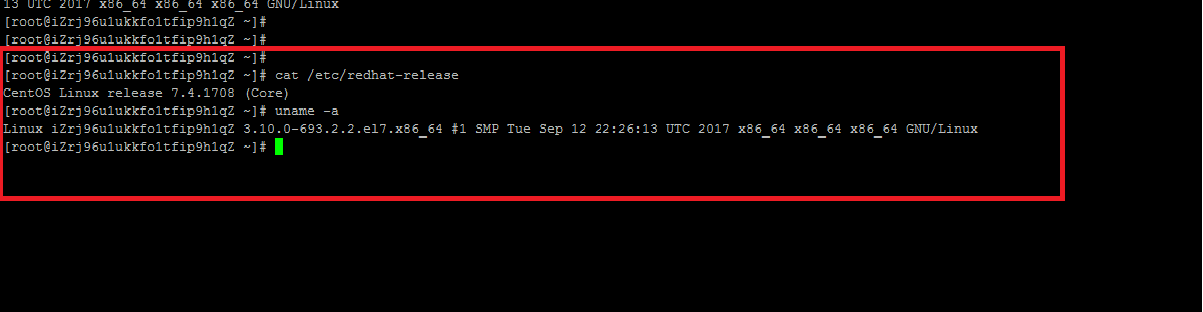 13 UTC 2017 x86_64 x86_64 x86_64 GNU/Linux
[root@iZrj96u1ukkfo1tfip9h1qZ ~]#
[root@iZrj96u1ukkfo1tfip9h1qZ ~]#
[root@iZrj96u1ukkfo1tfip9h1qZ ~]#
[root@iZrj96u1ukkfo1tfip9h1qZ ~]# cat /etc/redhat-release
CentOS Linux release 7.4.1708 (Core)
[root@iZrj96u1ukkfo1tfip9h1qZ ~]# uname -a
Linux iZrj96u1ukkfo1tfip9h1qZ 3.10.0-693.2.2.el7.x86_64 #1 SMP Tue Sep 12 22:26:13 UTC 2017 x86_64 x86_64 x86_64 GNU/Linux
[root@iZrj96u1ukkfo1tfip9h1qZ ~]#